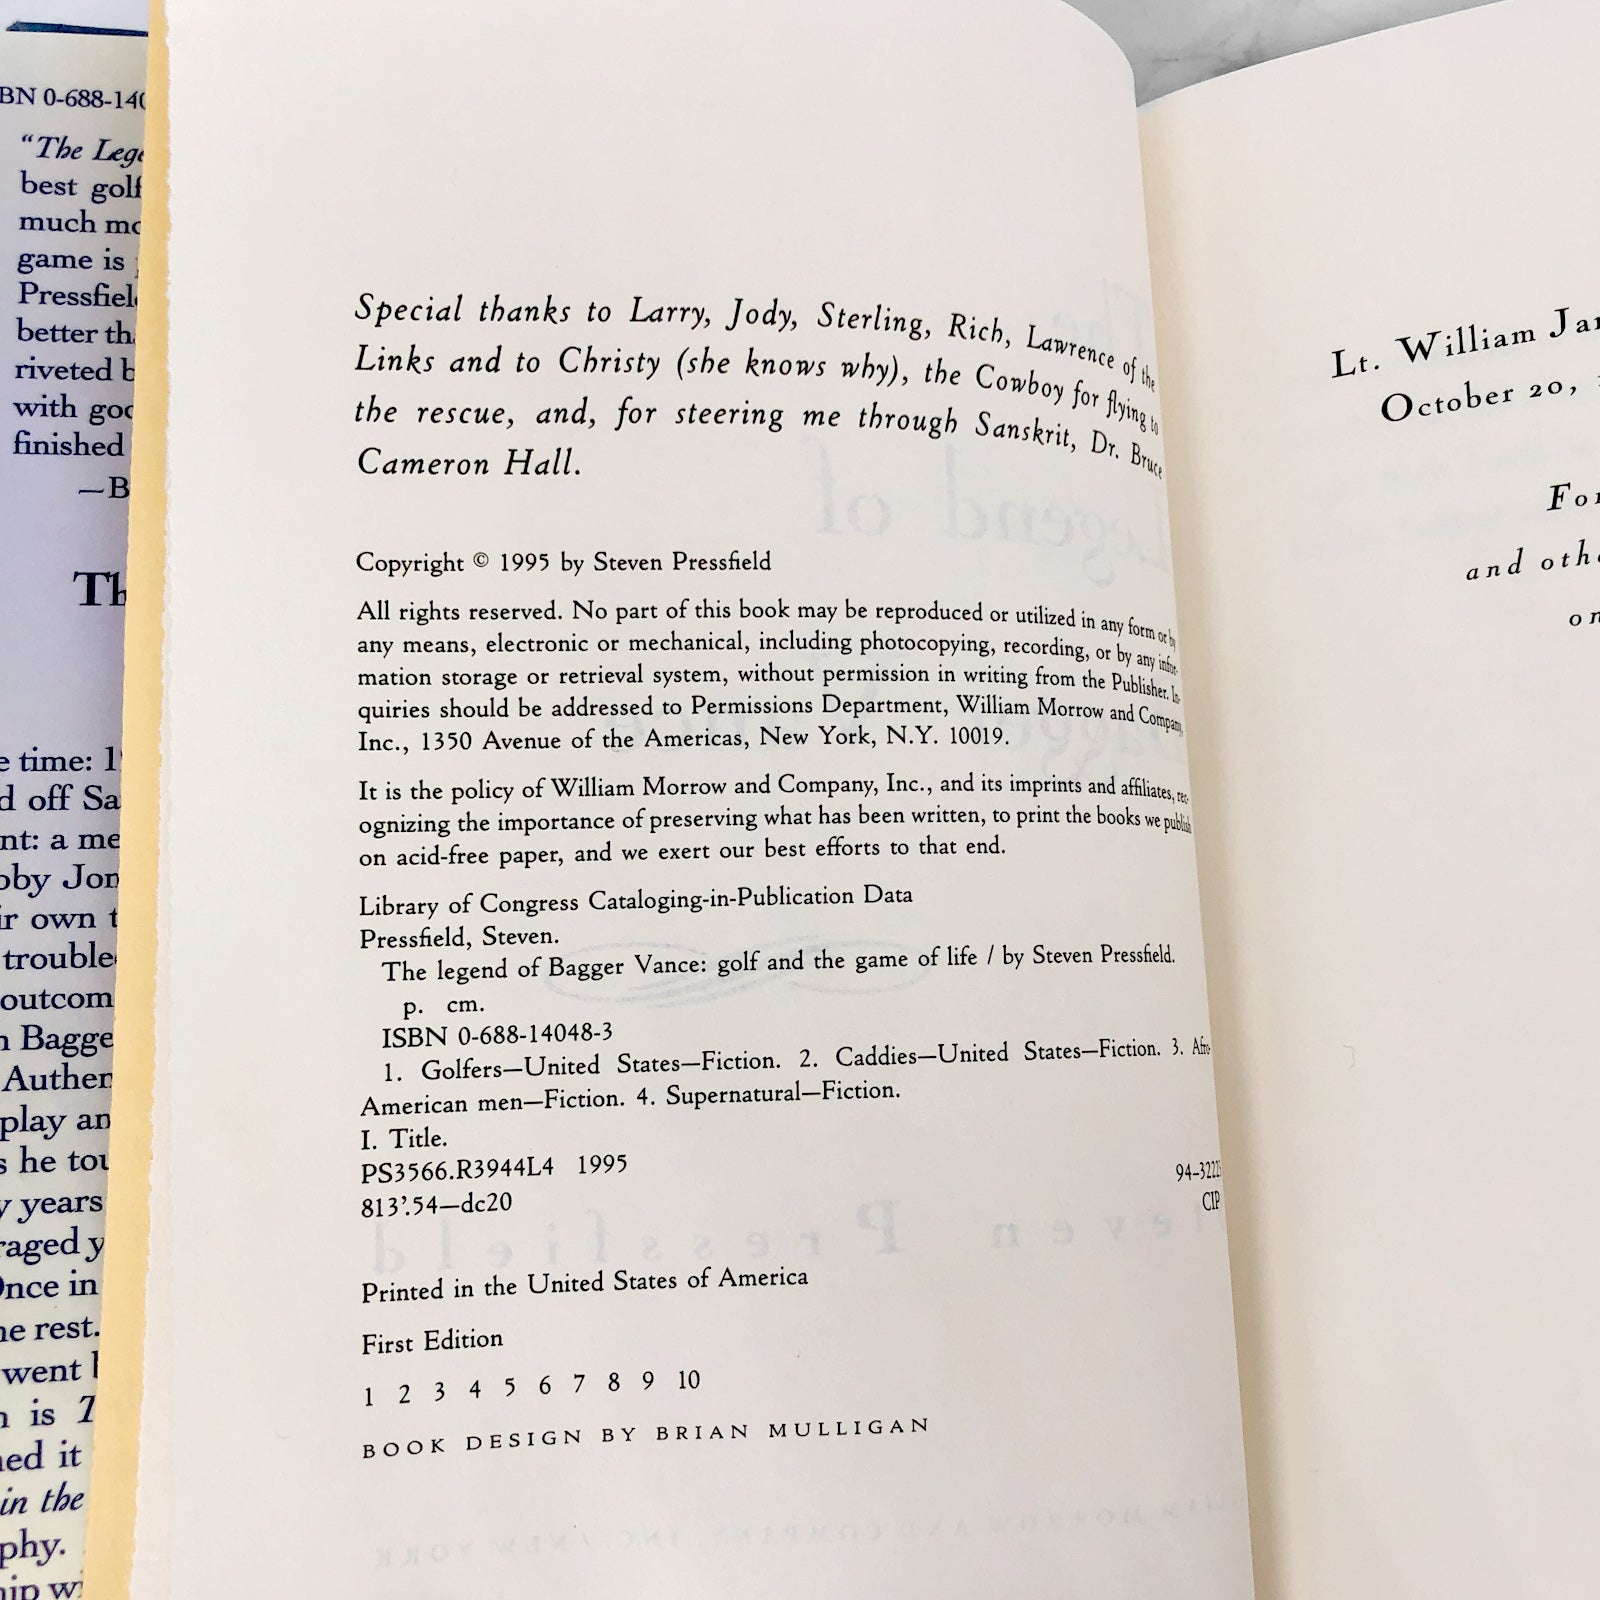 BN 0-688-140
"The Lege
best golf
much mo
game is
Pressfiel
better tha
riveted b
with goo
finished
—B
Th
e time: 1
d off Sa
nt: a me
bby Jon
ir own t
trouble
outcom
n Bagge
Authen
play an
s he tou
y years
raged y
Once in
he rest.
went
n is T
ned it
in the
phy.
hip wi
Special thanks to Larry, Jody, Sterling, Rich, Lawrence of the
Links and to Christy (she knows why), the Cowboy for flying to
the rescue, and, for steering me through Sanskrit, Dr. Bruce
Cameron Hall.
Copyright © 1995 by Steven Pressfield
All rights reserved. No part of this book may be reproduced or utilized in any form or by
any means, electronic or mechanical, including photocopying, recording, or by any infor-
mation storage or retrieval system, without permission in writing from the Publisher. In-
quiries should be addressed to Permissions Department, William Morrow and Company,
Inc., 1350 Avenue of the Americas, New York, N.Y. 10019.
It is the policy of William Morrow and Company, Inc., and its imprints and affiliates, rec-
ognizing the importance of preserving what has been written, to print the books we publish
on acid-free paper, and we exert our best efforts to that end.
Library of Congress Cataloging-in-Publication Data
Pressfield, Steven.
The legend of Bagger Vance: golf and the game of life / by Steven Pressfield.
p. cm.
ISBN 0-688-14048-3
1. Golfers—United States—Fiction. 2. Caddies—United States—Fiction. 3. Afro-
American men—Fiction. 4. Supernatural—Fiction.
I. Title.
PS3566.R3944L4 1995
94-3222
813'.54—dc20
CIP
Printed in the United States of America
First Edition
1 2 3 4 5 6 7 8 9 10
BOOK DESIGN BY BRIAN MULLIGAN
Lt. William Jar
October 20,
For
and othe
on